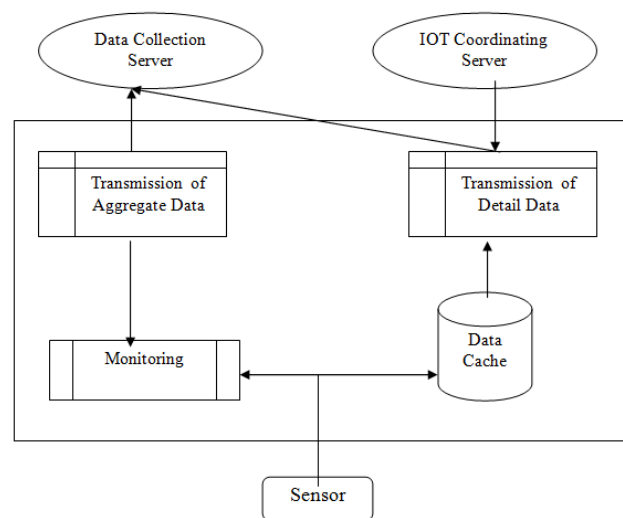 Data Collection
Server
IOT Coordinating
Server
Transmission of
Aggregate Data
Transmission of
Detail Data
Monitoring
Data
Cache
Sensor